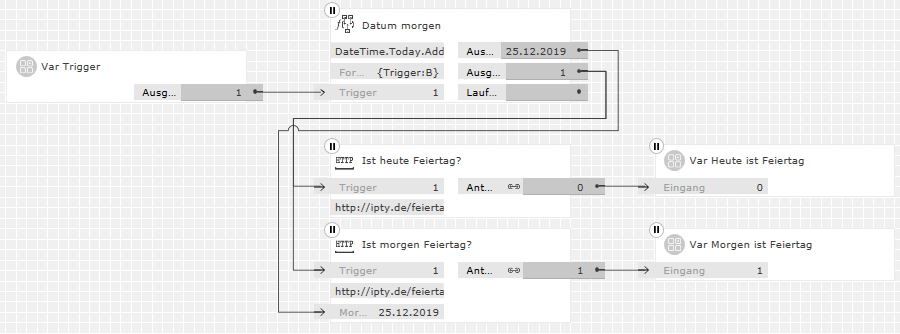 Var Trigger
Ausg... 1
Datum morgen
DateTime.Today.Add
Aus... 25.12.2019
For... {Trigger:B}
Ausg... 1
Trigger 1
Lauf...
HTTP Ist heute Feiertag?
Trigger 1
Ant... 0
http://ipty.de/feierta
Var Heute ist Feiertag
Eingang 0
HTTP Ist morgen Feiertag?
Trigger 1
Ant... 1
http://ipty.de/feierta
Mor... 25.12.2019
Var Morgen ist Feiertag
Eingang 1